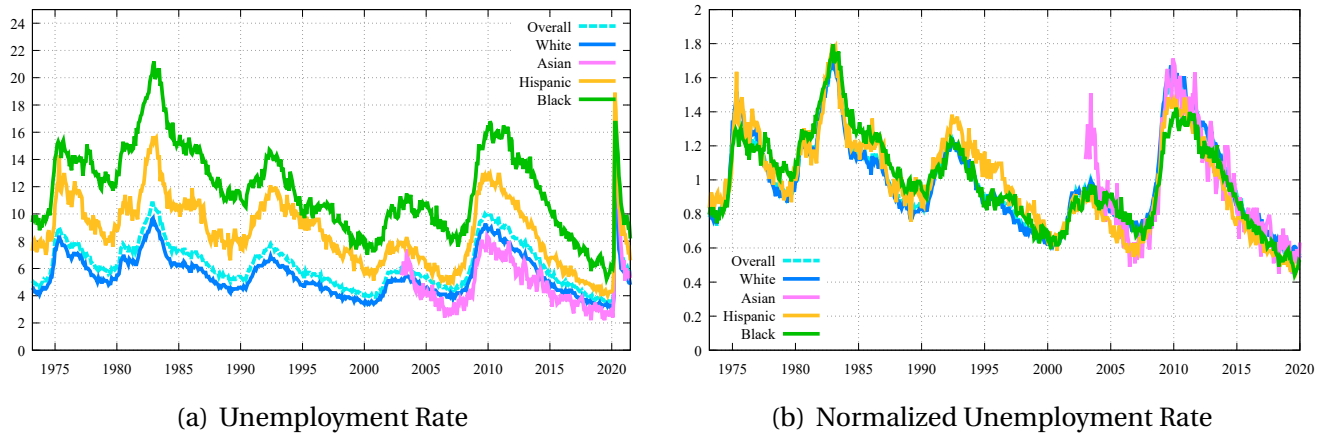 24
22
20
18
16
14
12
10
8
6
4
2
0
Overall
White
Asian
Hispanic
Black
1975 1980 1985 1990 1995 2000 2005 2010 2015 2020
(a) Unemployment Rate
2
1.8
1.6
1.4
1.2
1
0.8
0.6
0.4
0.2
0
Overall
White
Asian
Hispanic
Black
1975 1980 1985 1990 1995 2000 2005 2010 2015 2020
(b) Normalized Unemployment Rate